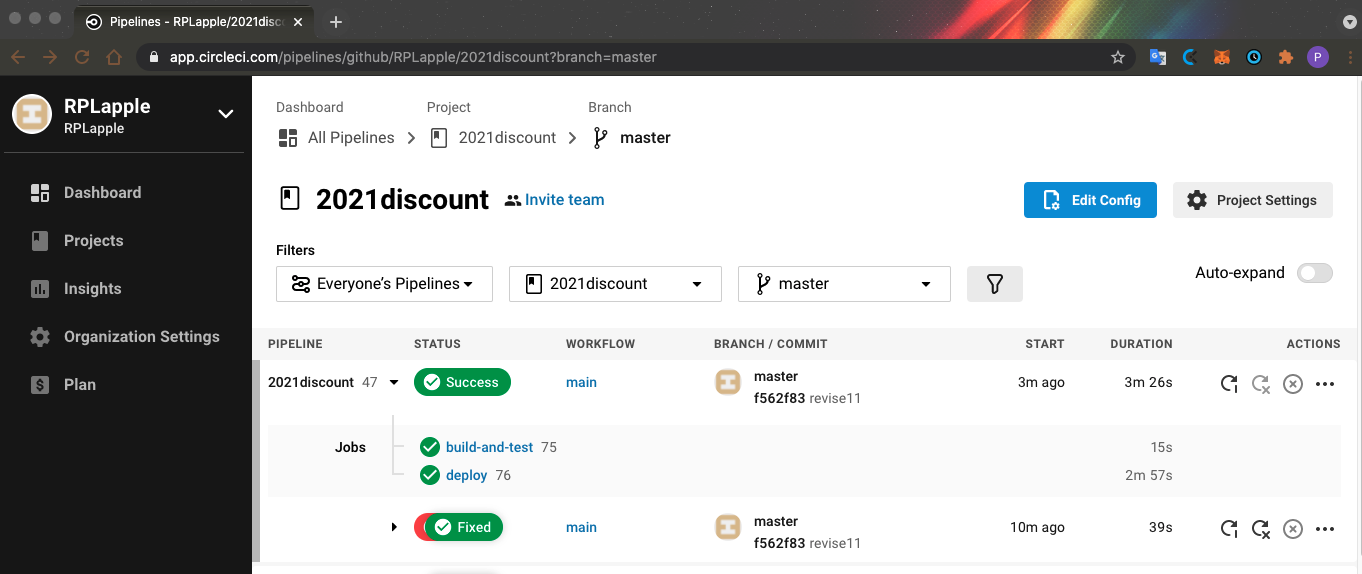 Pipelines - RPLapple/2021disco
app.circleci.com/pipelines/github/RPLapple/2021discount?branch=master
P
RPLapple
RPLapple
Dashboard
Projects
Insights
Organization Settings
Plan
Dashboard Project Branch
All Pipelines 2021discount master
2021discount Invite team
Edit Config Project Settings
Filters
Everyone’s Pipelines 2021discount master
Auto-expand
PIPELINE STATUS WORKFLOW BRANCH / COMMIT START DURATION ACTIONS
2021discount 47 Success main master 3m ago 3m 26s
f562f83 revise11
Jobs build-and-test 75 15s
deploy 76 2m 57s
Fixed main master 10m ago 39s
f562f83 revise11